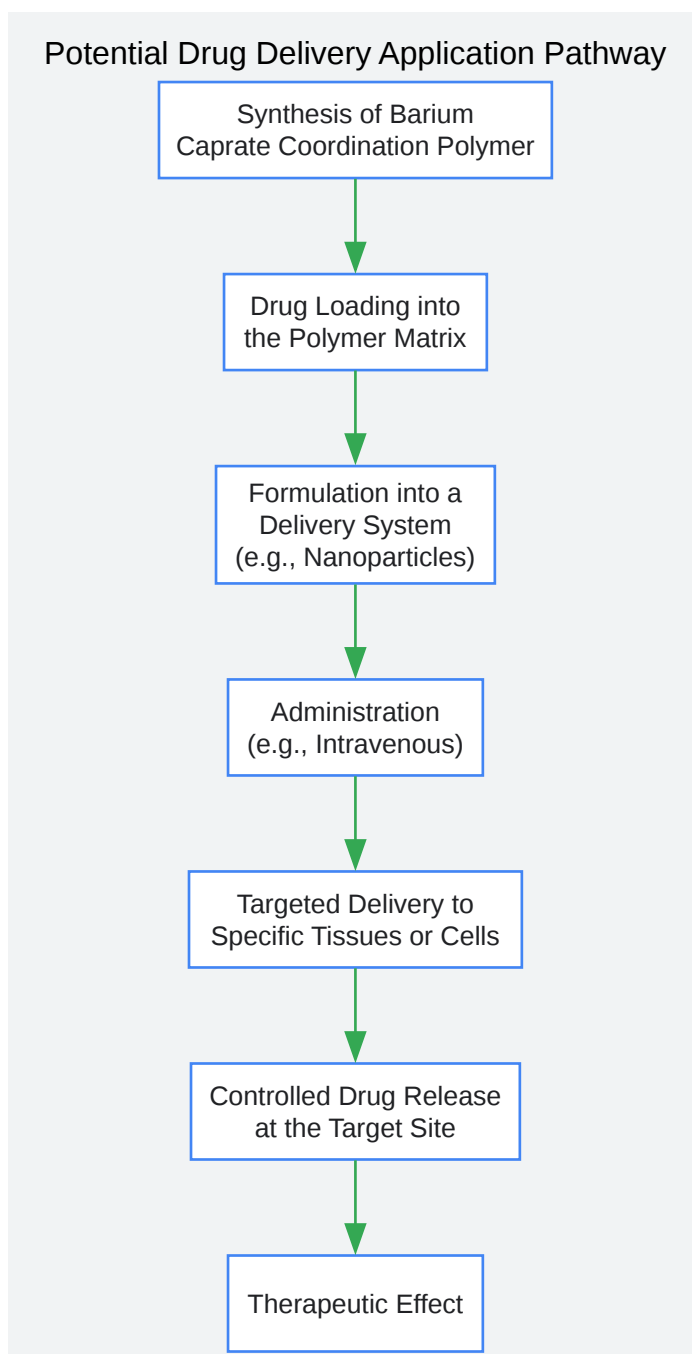 Potential Drug Delivery Application Pathway
Synthesis of Barium
Caprate Coordination Polymer
Drug Loading into
the Polymer Matrix
Formulation into a
Delivery System
(e.g., Nanoparticles)
Administration
(e.g., Intravenous)
Targeted Delivery to
Specific Tissues or Cells
Controlled Drug Release
at the Target Site
Therapeutic Effect